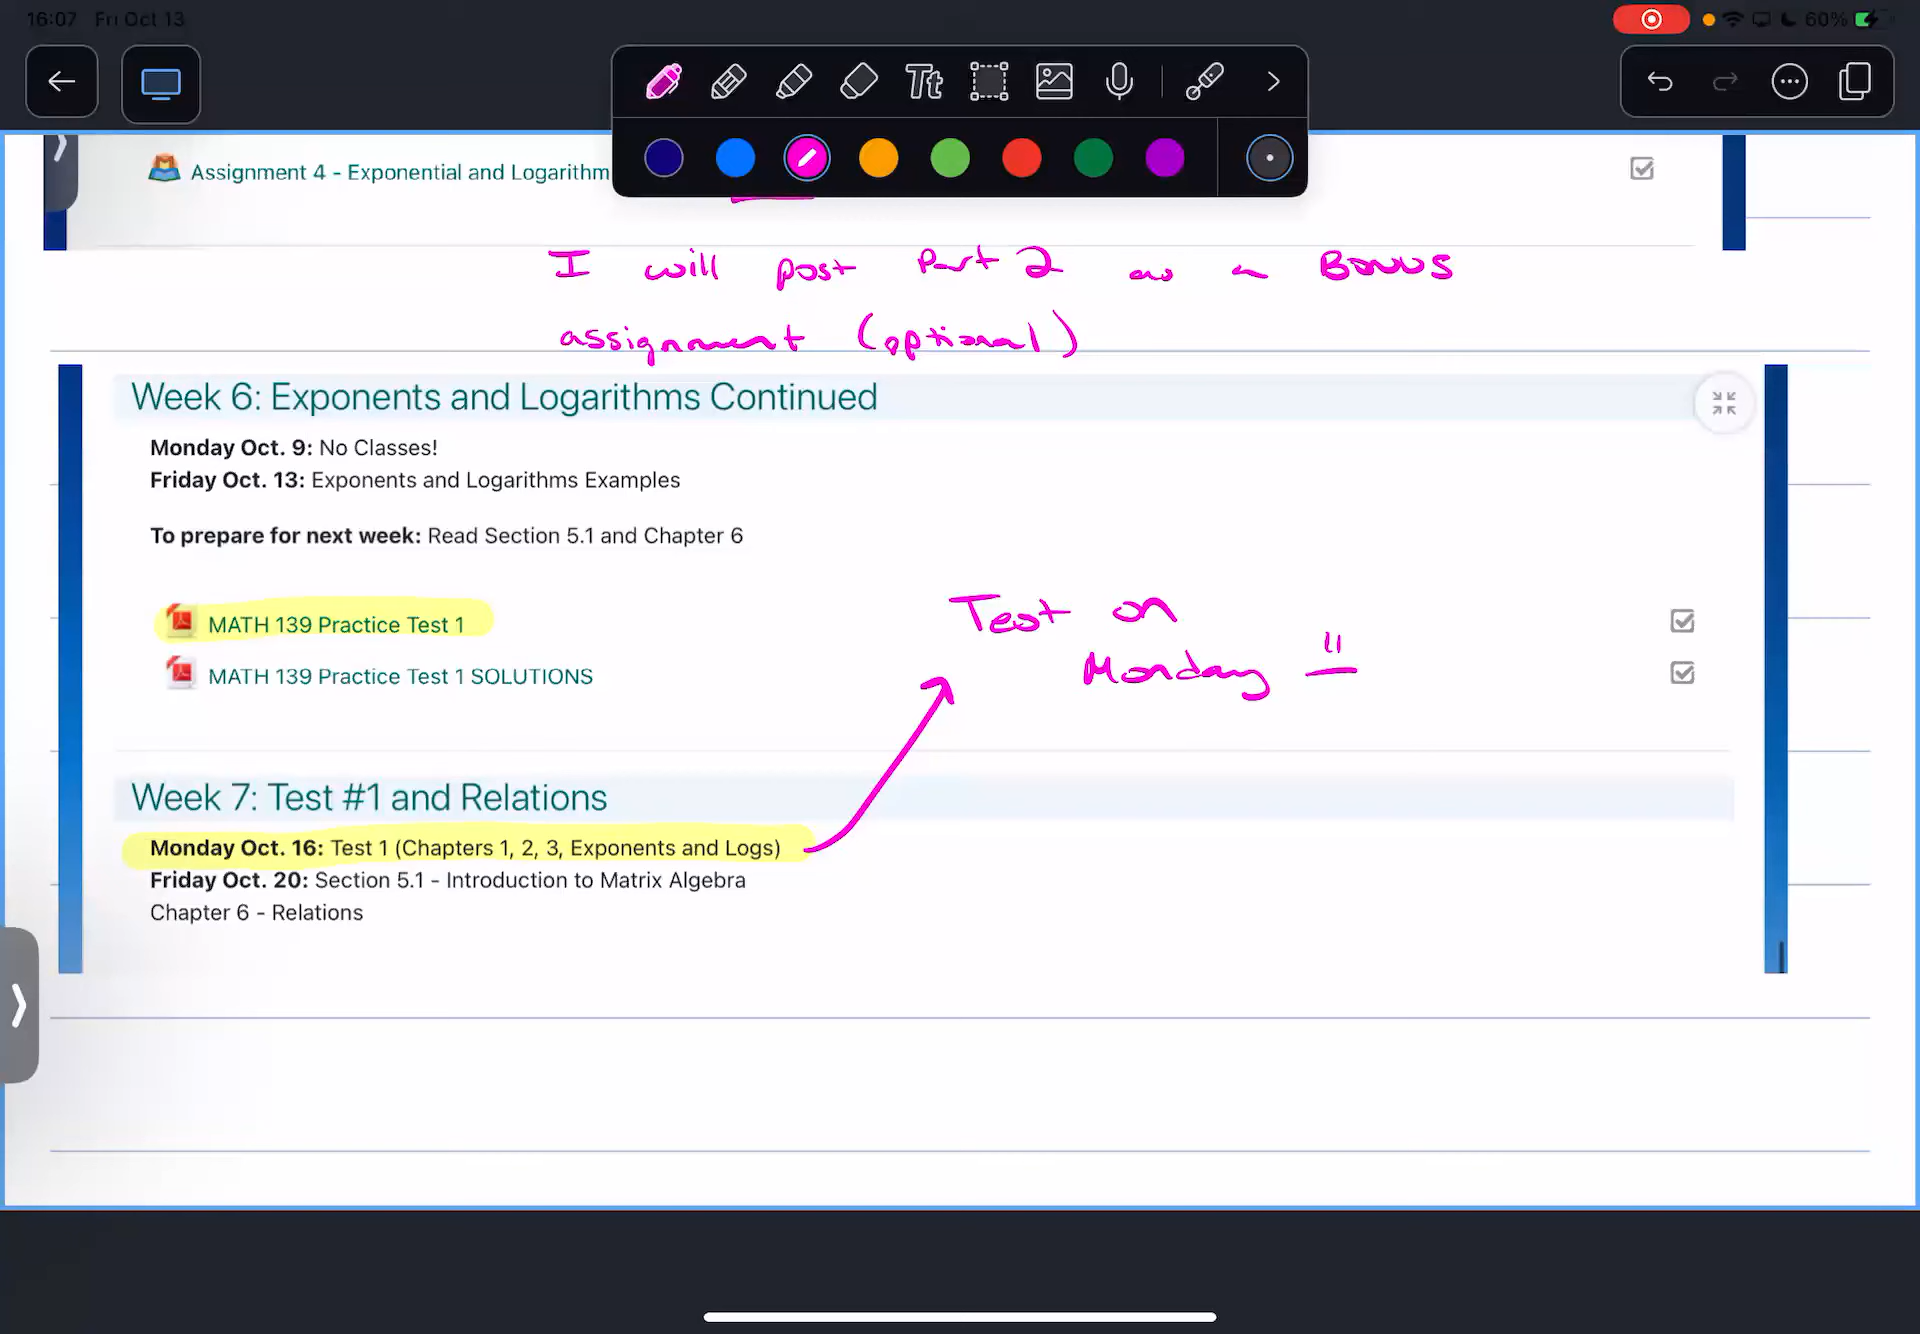 16:07 Fri Oct 13
60%
Tt
Assignment 4 - Exponential and Logarithm
I will post Part 2 as a BONUS
assignment (optional)
Week 6: Exponents and Logarithms Continued
Monday Oct. 9: No Classes!
Friday Oct. 13: Exponents and Logarithms Examples
To prepare for next week: Read Section 5.1 and Chapter 6
MATH 139 Practice Test 1
MATH 139 Practice Test 1 SOLUTIONS
Test on
Monday
Week 7: Test #1 and Relations
Monday Oct. 16: Test 1 (Chapters 1, 2, 3, Exponents and Logs)
Friday Oct. 20: Section 5.1 - Introduction to Matrix Algebra
Chapter 6 - Relations